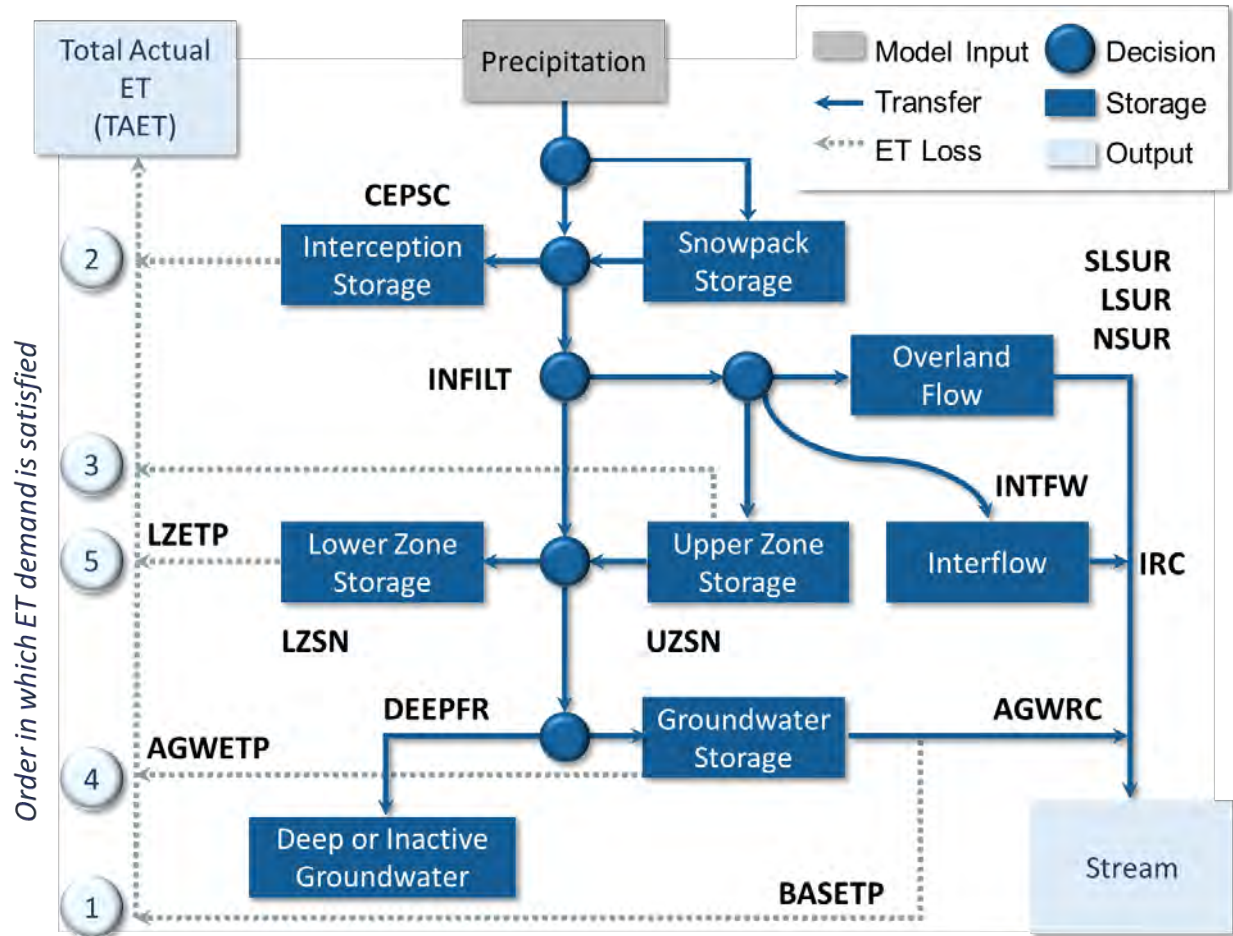 Total Actual
ET
(TAET)
Precipitation
Model Input
Decision
Transfer
Storage
ET Loss
Output
CEPSC
2
Interception
Storage
Snowpack
Storage
SLSUR
LSUR
NSUR
Order in which ET demand is satisfied
INFILT
Overland
Flow
3
INTFW
LZETP
5
Lower Zone
Storage
Upper Zone
Storage
Interflow
IRC
LZSN
UZSN
DEEPFR
Groundwater
Storage
AGWRC
AGWETP
4
Deep or Inactive
Groundwater
Stream
BASETP
1